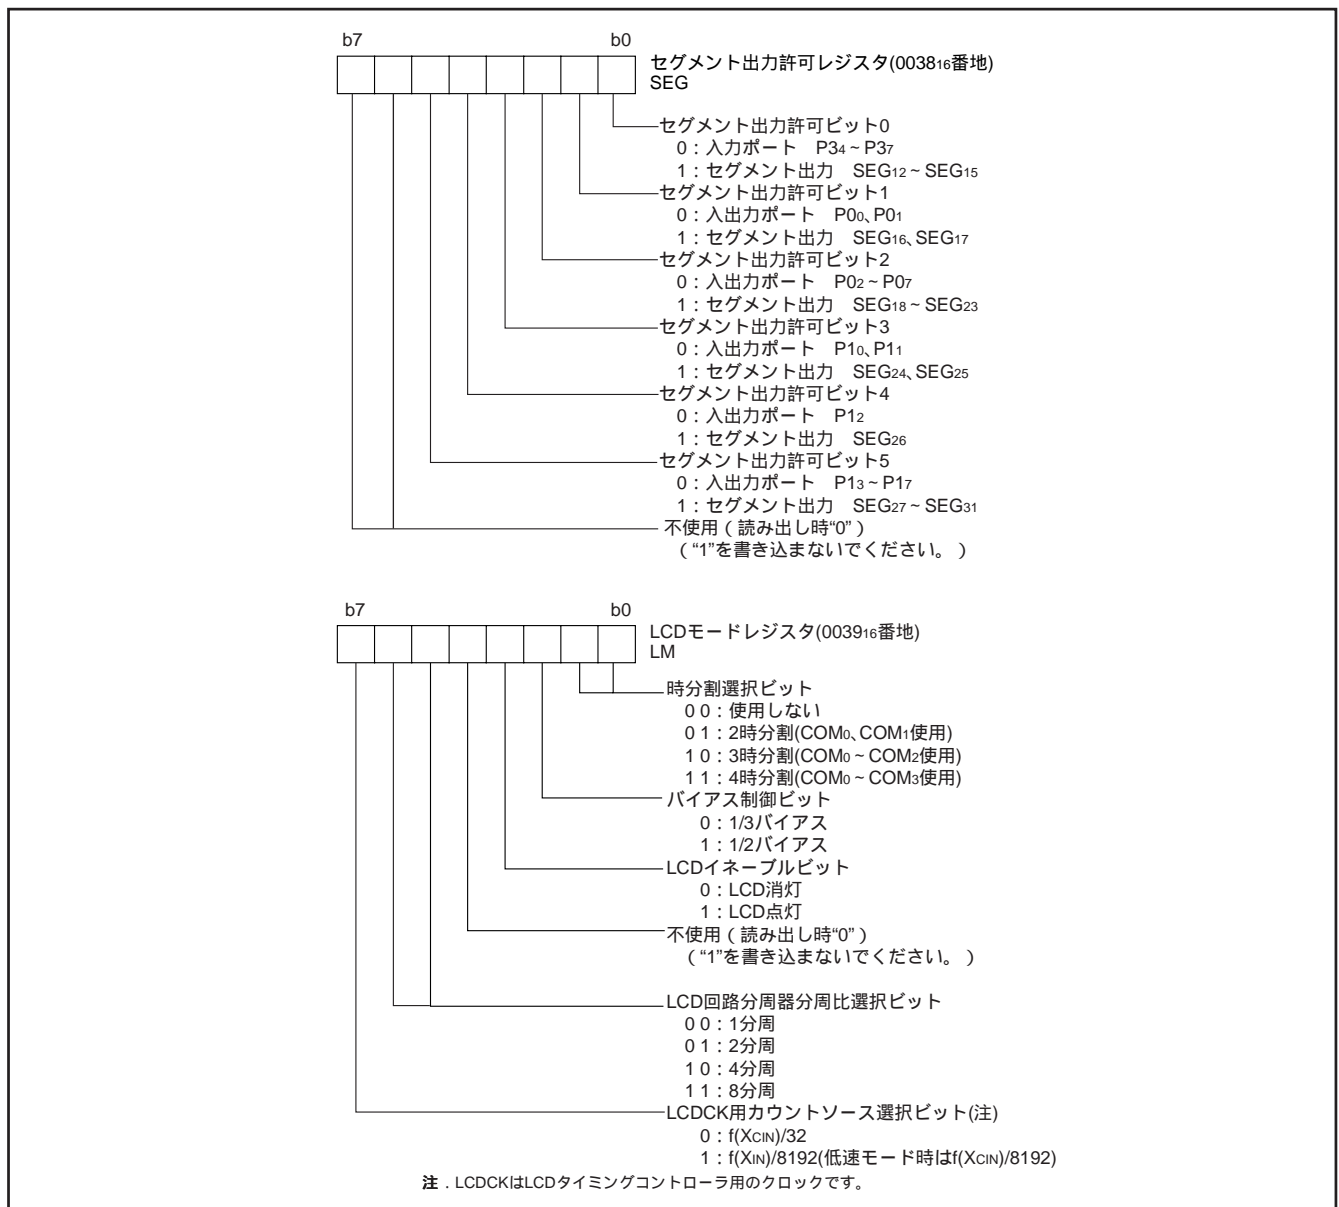 b7 b0
セグメント出力許可レジスタ(003816番地)
SEG
セグメント出力許可ビット0
0：入力ポート　P34～P37
1：セグメント出力　SEG12～SEG15
セグメント出力許可ビット1
0：入出力ポート　P00、P01
1：セグメント出力　SEG16、SEG17
セグメント出力許可ビット2
0：入出力ポート　P02～P07
1：セグメント出力　SEG18～SEG23
セグメント出力許可ビット3
0：入出力ポート　P10、P11
1：セグメント出力　SEG24、SEG25
セグメント出力許可ビット4
0：入出力ポート　P12
1：セグメント出力　SEG26
セグメント出力許可ビット5
0：入出力ポート　P13～P17
1：セグメント出力　SEG27～SEG31
不使用（読み出し時“0”）
（“1”を書き込まないでください。）
b7 b0
LCDモードレジスタ(003916番地)
LM
時分割選択ビット
0 0：使用しない
0 1：2時分割(COM0、COM1使用)
1 0：3時分割(COM0～COM2使用)
1 1：4時分割(COM0～COM3使用)
バイアス制御ビット
0：1/3バイアス
1：1/2バイアス
LCDイネーブルビット
0：LCD消灯
1：LCD点灯
不使用（読み出し時“0”）
（“1”を書き込まないでください。）
LCD回路分周器分周比選択ビット
0 0：1分周
0 1：2分周
1 0：4分周
1 1：8分周
LCDCK用カウントソース選択ビット(注)
0：f(XCIN)/32
1：f(XIN)/8192(低速モード時はf(XCIN)/8192)
注．LCDCKはLCDタイミングコントローラ用のクロックです。